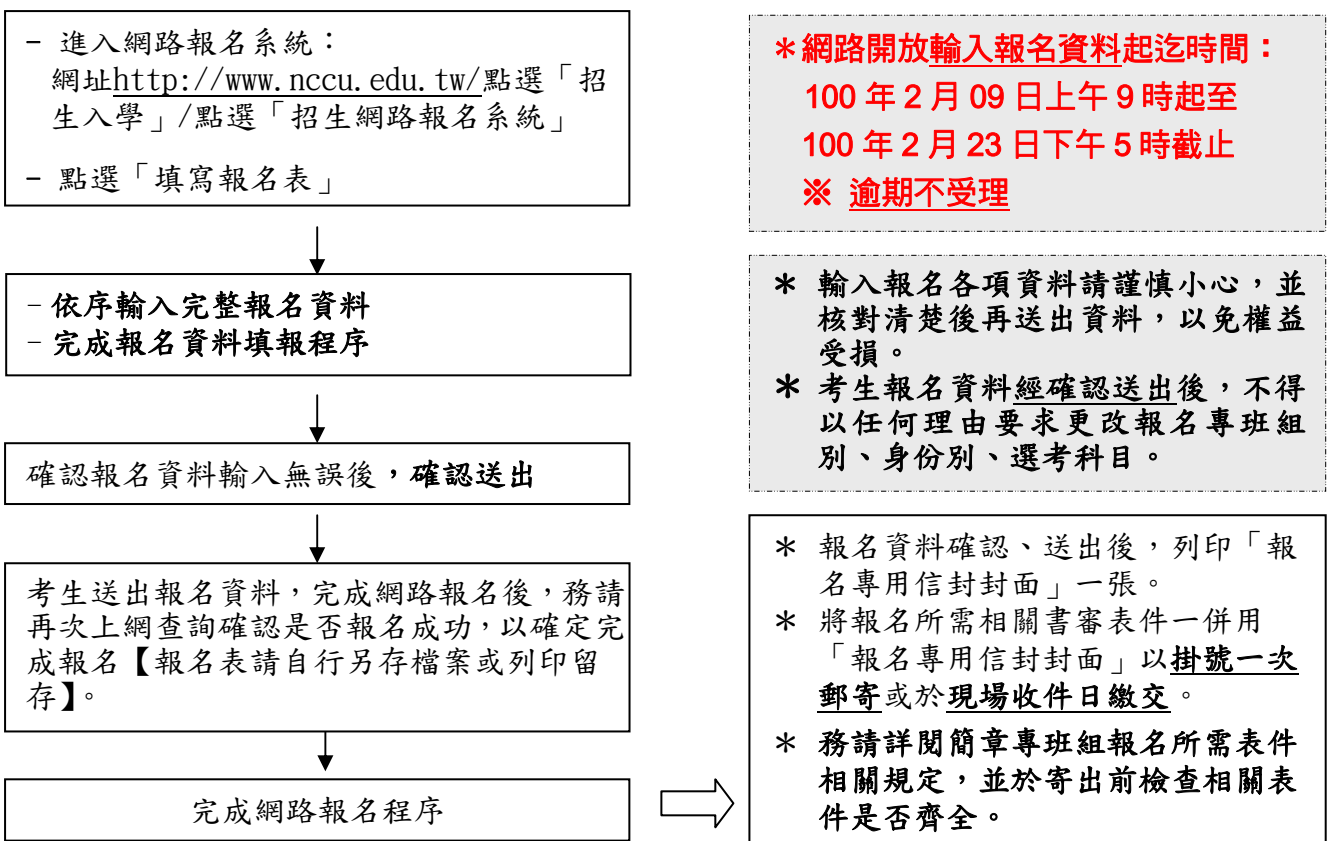 - 進入網路報名系統：
網址http://www.nccu.edu.tw/點選「招
生入學」/點選「招生網路報名系統」
- 點選「填寫報名表」
-依序輸入完整報名資料
-完成報名資料填報程序
確認報名資料輸入無誤後，確認送出
考生送出報名資料，完成網路報名後，務請
再次上網查詢確認是否報名成功，以確定完
成報名【報名表請自行另存檔案或列印留
存】。
完成網路報名程序
＊網路開放輸入報名資料起迄時間：
100 年 2 月 09 日上午 9 時起至
100 年 2 月 23 日下午 5 時截止
※ 逾期不受理
＊ 輸入報名各項資料請謹慎小心，並
核對清楚後再送出資料，以免權益
受損。
＊ 考生報名資料經確認送出後，不得
以任何理由要求更改報名專班組
別、身份別、選考科目。
＊ 報名資料確認、送出後，列印「報
名專用信封封面」一張。
＊ 將報名所需相關書審表件一併用
「報名專用信封封面」以掛號一次
郵寄或於現場收件日繳交。
＊ 務請詳閱簡章專班組報名所需表件
相關規定，並於寄出前檢查相關表
件是否齊全。